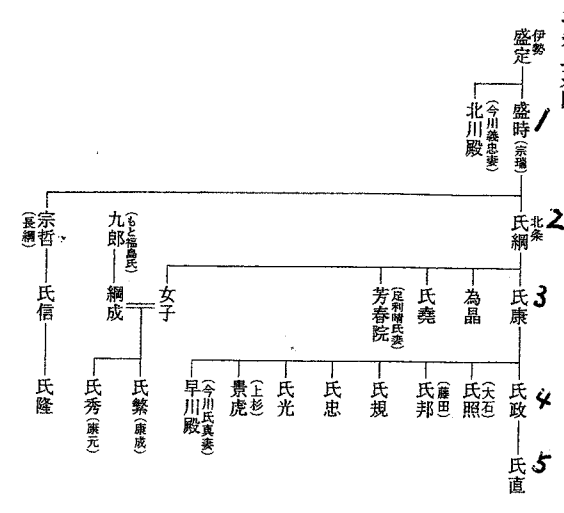 伊勢
盛定
盛時(宗瑞)
1
北川殿
(今川義忠妻)
北条
氏綱
2
宗哲
(長綱)
氏康
3
為晶
氏堯
芳春院
(足利晴氏妻)
女子
綱成
九郎
(もと福島氏)
氏信
氏政
4
氏照
(大石)
氏邦
(藤田)
氏規
氏忠
氏光
景虎
(上杉)
早川殿
(今川氏真妻)
氏繁(康成)
氏秀(康元)
氏隆
氏直
5